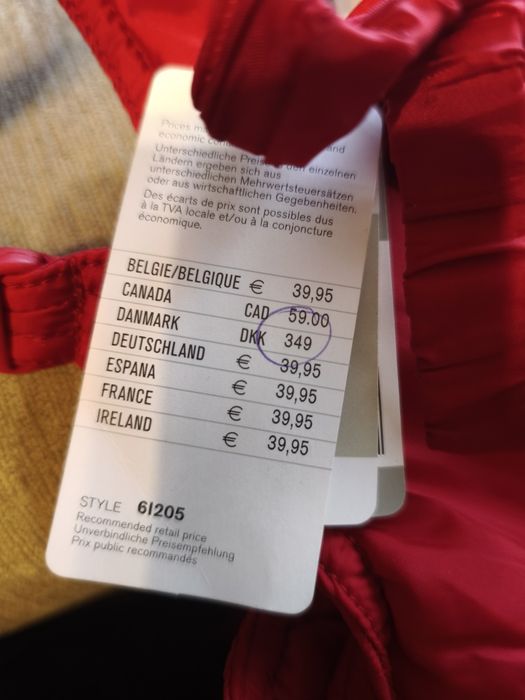 Prices
economic and
Unterschiedliche den einzelnen
Ländern ergeben sich aus
unterschiedlichen Mehrwertsteuersätzen
oder aus wirtschaftlichen Gegebenheiten.
Des écarts de prix sont possibles dus
à la TVA locale et/ou à la conjoncture
économique.
BELGIE/BELGIQUE € 39,95
CANADA CAD 59.00
DANMARK DKK 349
DEUTSCHLAND € 39,95
ESPANA € 39,95
FRANCE € 39,95
IRELAND € 39,95
STYLE 61205
Recommended retail price
Unverbindliche Preisempfehlung
Prix public recommandés